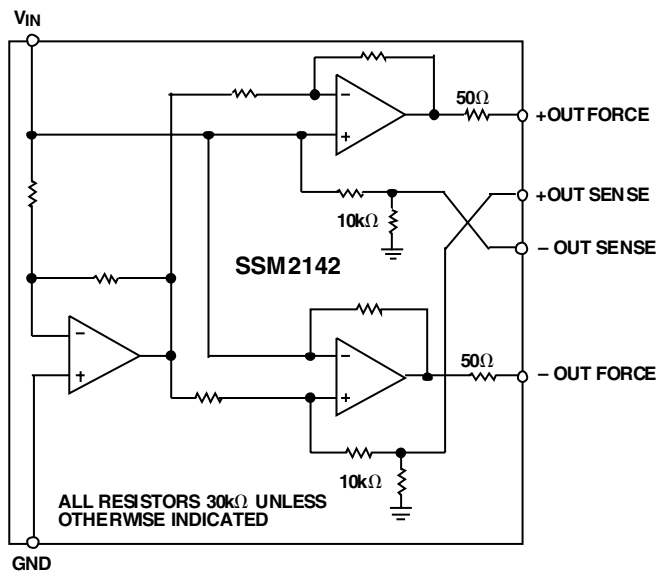 VIN
50Ω
+OUT FORCE
+OUT SENSE
10kΩ
SSM2142
– OUT SENSE
50Ω
– OUT FORCE
10kΩ
ALL RESISTORS 30kΩ UNLESS
OTHERWISE INDICATED
GND